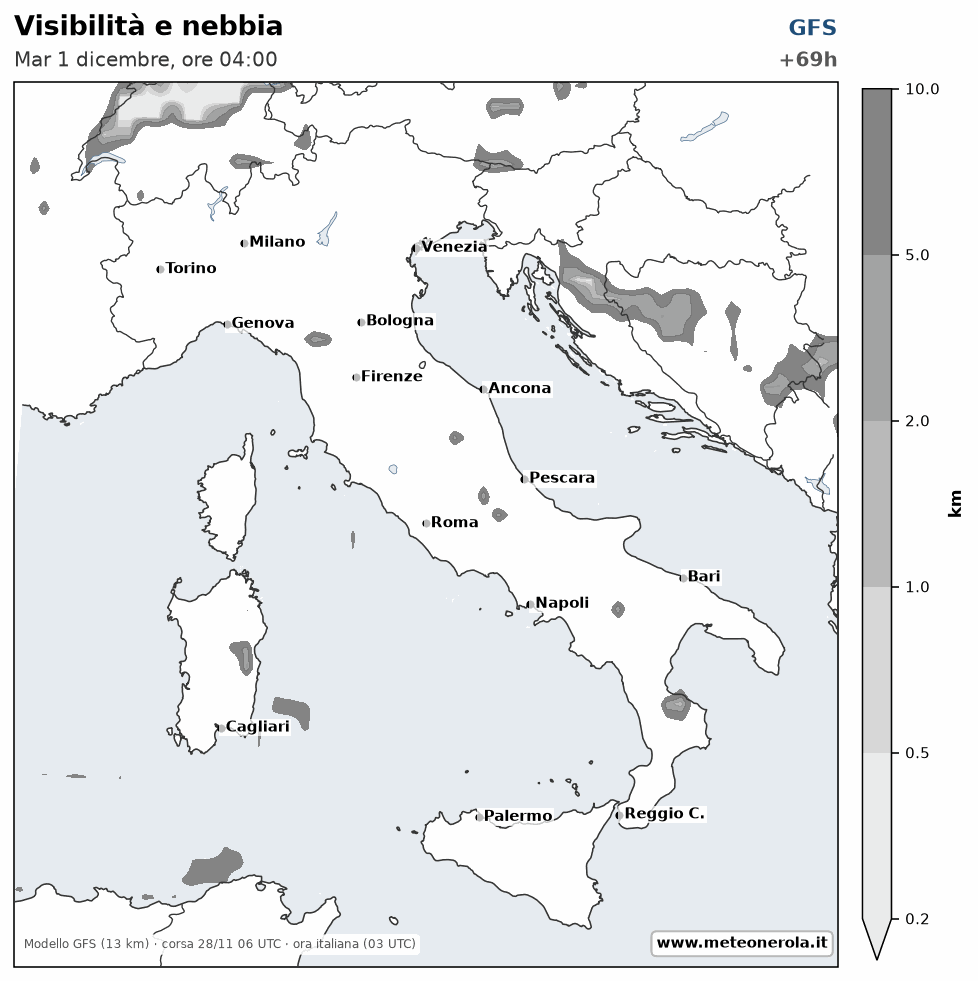 Visibilità e nebbia
GFS
Mar 1 dicembre, ore 04:00
+69h
10.0
5.0
2.0
1.0
0.5
0.2
km
Milano
Venezia
Torino
Genova
Bologna
Firenze
Ancona
Pescara
Roma
Bari
Napoli
Cagliari
Palermo
Reggio C.
Modello GFS (13 km) · corsa 28/11 06 UTC · ora italiana (03 UTC)
www.meteonerola.it